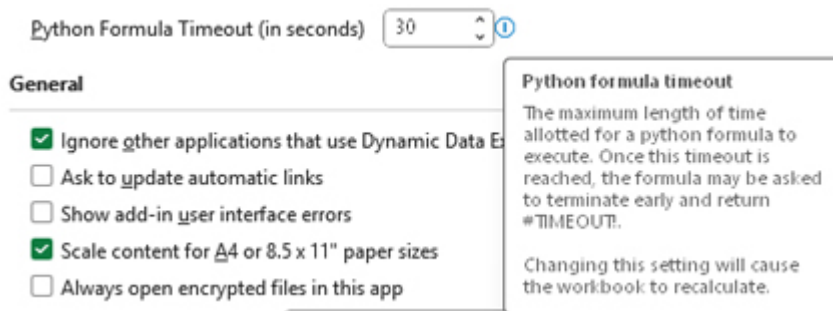 Python Formula Timeout (in seconds) 30
General
Ignore other applications that use Dynamic Data
Ask to update automatic links
Show add-in user interface errors
Scale content for A4 or 8.5 x 11" paper sizes
Always open encrypted files in this app
Python formula timeout
The maximum length of time
allotted for a python formula to
execute. Once this timeout is
reached, the formula may be asked
to terminate early and return
#TIMEOUT!.
Changing this setting will cause
the workbook to recalculate.